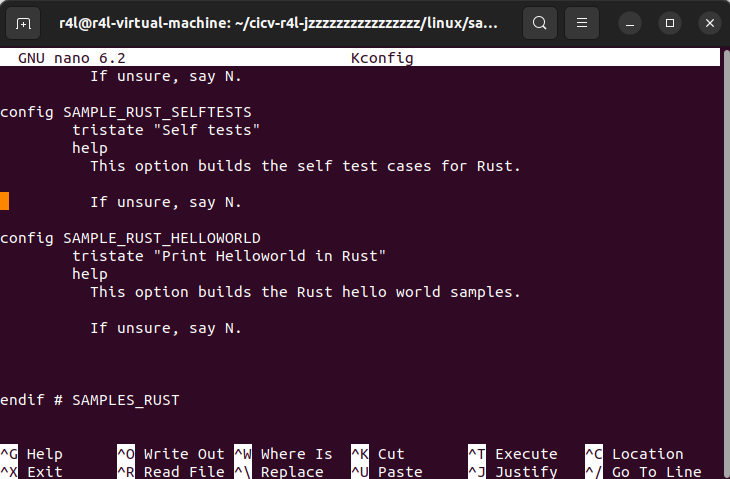 r4l@r4l-virtual-machine: ~/cicv-r4l-jzzzzzzzzzzzzzzzz/linux/sa...
GNU nano 6.2 Kconfig
If unsure, say N.
config SAMPLE_RUST_SELFTESTS
tristate "Self tests"
help
This option builds the self test cases for Rust.
If unsure, say N.
config SAMPLE_RUST_HELLOWORLD
tristate "Print Helloworld in Rust"
help
This option builds the Rust hello world samples.
If unsure, say N.
endif # SAMPLES_RUST
^G Help ^O Write Out ^W Where Is ^K Cut ^T Execute ^C Location
^X Exit ^R Read File ^\ Replace ^U Paste ^J Justify ^/ Go To Line